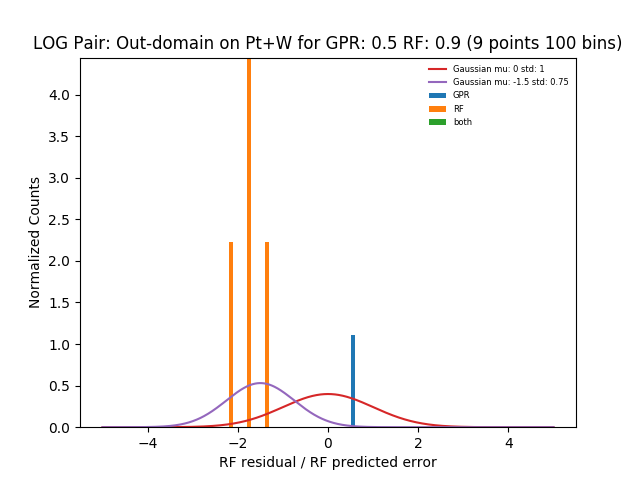 LOG Pair: Out-domain on Pt+W for GPR: 0.5 RF: 0.9 (9 points 100 bins)
Gaussian mu: 0 std: 1
Gaussian mu: -1.5 std: 0.75
GPR
RF
both
Normalized Counts
4.0
3.5
3.0
2.5
2.0
1.5
1.0
0.5
0.0
−4 −2 0 2 4
RF residual / RF predicted error